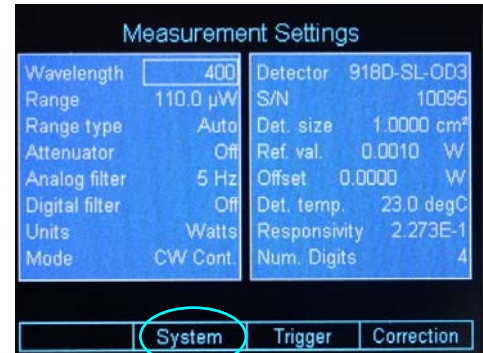 Measurement Settings
Wavelength 400
Range 110.0 µW
Range type Auto
Attenuator Off
Analog filter 5 Hz
Digital filter Off
Units Watts
Mode CW Cont.
Detector 918D-SL-OD3
S/N 10095
Det. size 1.0000 cm²
Ref. val. 0.0010 W
Offset 0.0000 W
Det. temp. 23.0 degC
Responsivity 2.273E-1
Num. Digits 4
System Trigger Correction